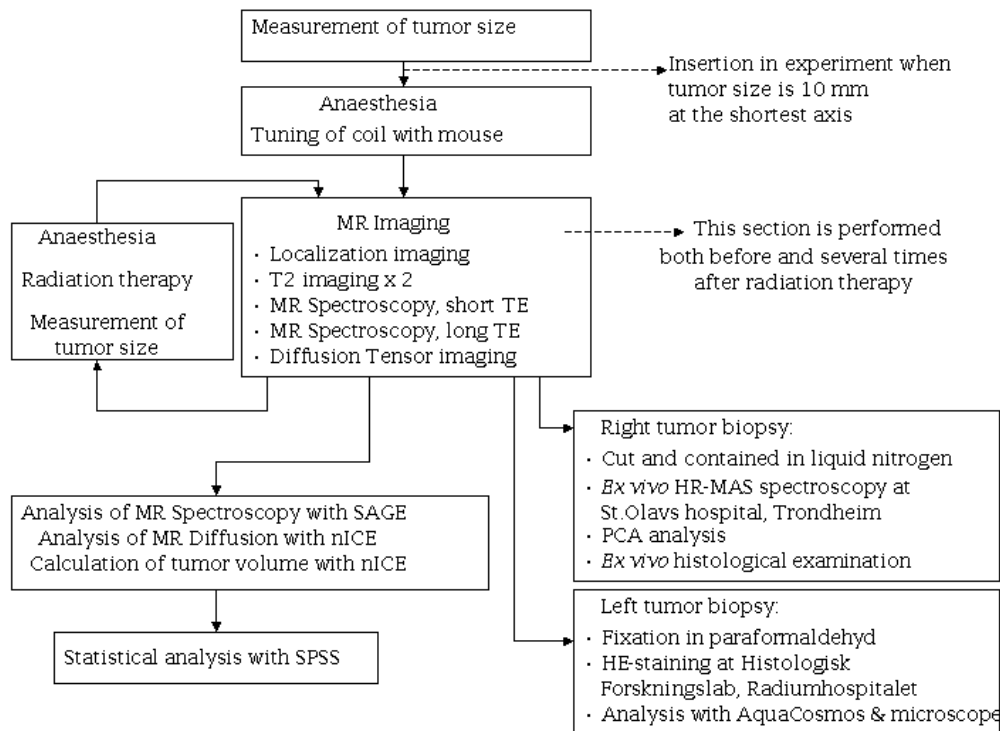 Measurement of tumor size
Insertion in experiment when
tumor size is 10 mm
at the shortest axis
Anaesthesia
Tuning of coil with mouse
Anaesthesia
Radiation therapy
Measurement of
tumor size
MR Imaging
· Localization imaging
· T2 imaging x 2
· MR Spectroscopy, short TE
· MR Spectroscopy, long TE
· Diffusion Tensor imaging
This section is performed
both before and several times
after radiation therapy
Right tumor biopsy:
· Cut and contained in liquid nitrogen
· Ex vivo HR-MAS spectroscopy at
St.Olavs hospital, Trondheim
· PCA analysis
· Ex vivo histological examination
Analysis of MR Spectroscopy with SAGE
Analysis of MR Diffusion with nICE
Calculation of tumor volume with nICE
Statistical analysis with SPSS
Left tumor biopsy:
· Fixation in paraformaldehyd
· HE-staining at Histologisk
Forskningslab, Radiumhospitalet
· Analysis with AquaCosmos & microscope